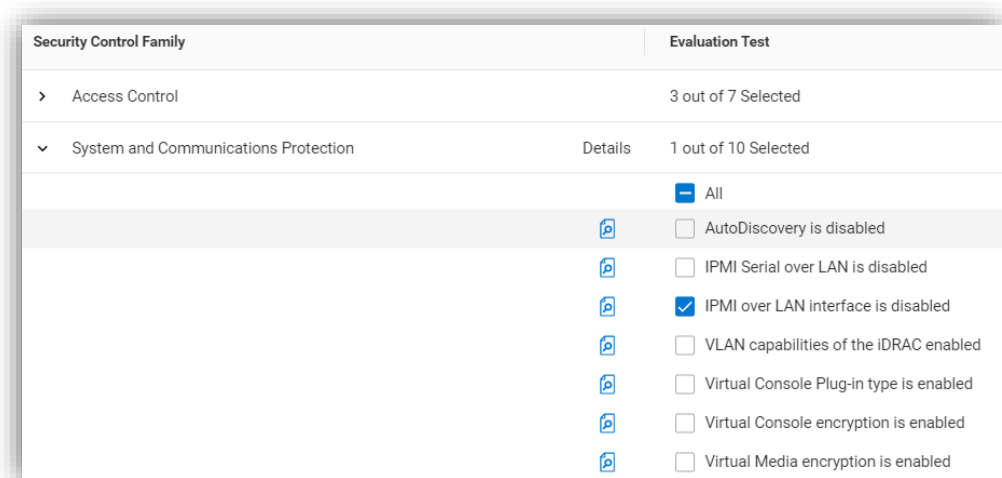 Security Control Family Evaluation Test
Access Control 3 out of 7 Selected
System and Communications Protection Details 1 out of 10 Selected
All
AutoDiscovery is disabled
IPMI Serial over LAN is disabled
IPMI over LAN interface is disabled
VLAN capabilities of the iDRAC enabled
Virtual Console Plug-in type is enabled
Virtual Console encryption is enabled
Virtual Media encryption is enabled